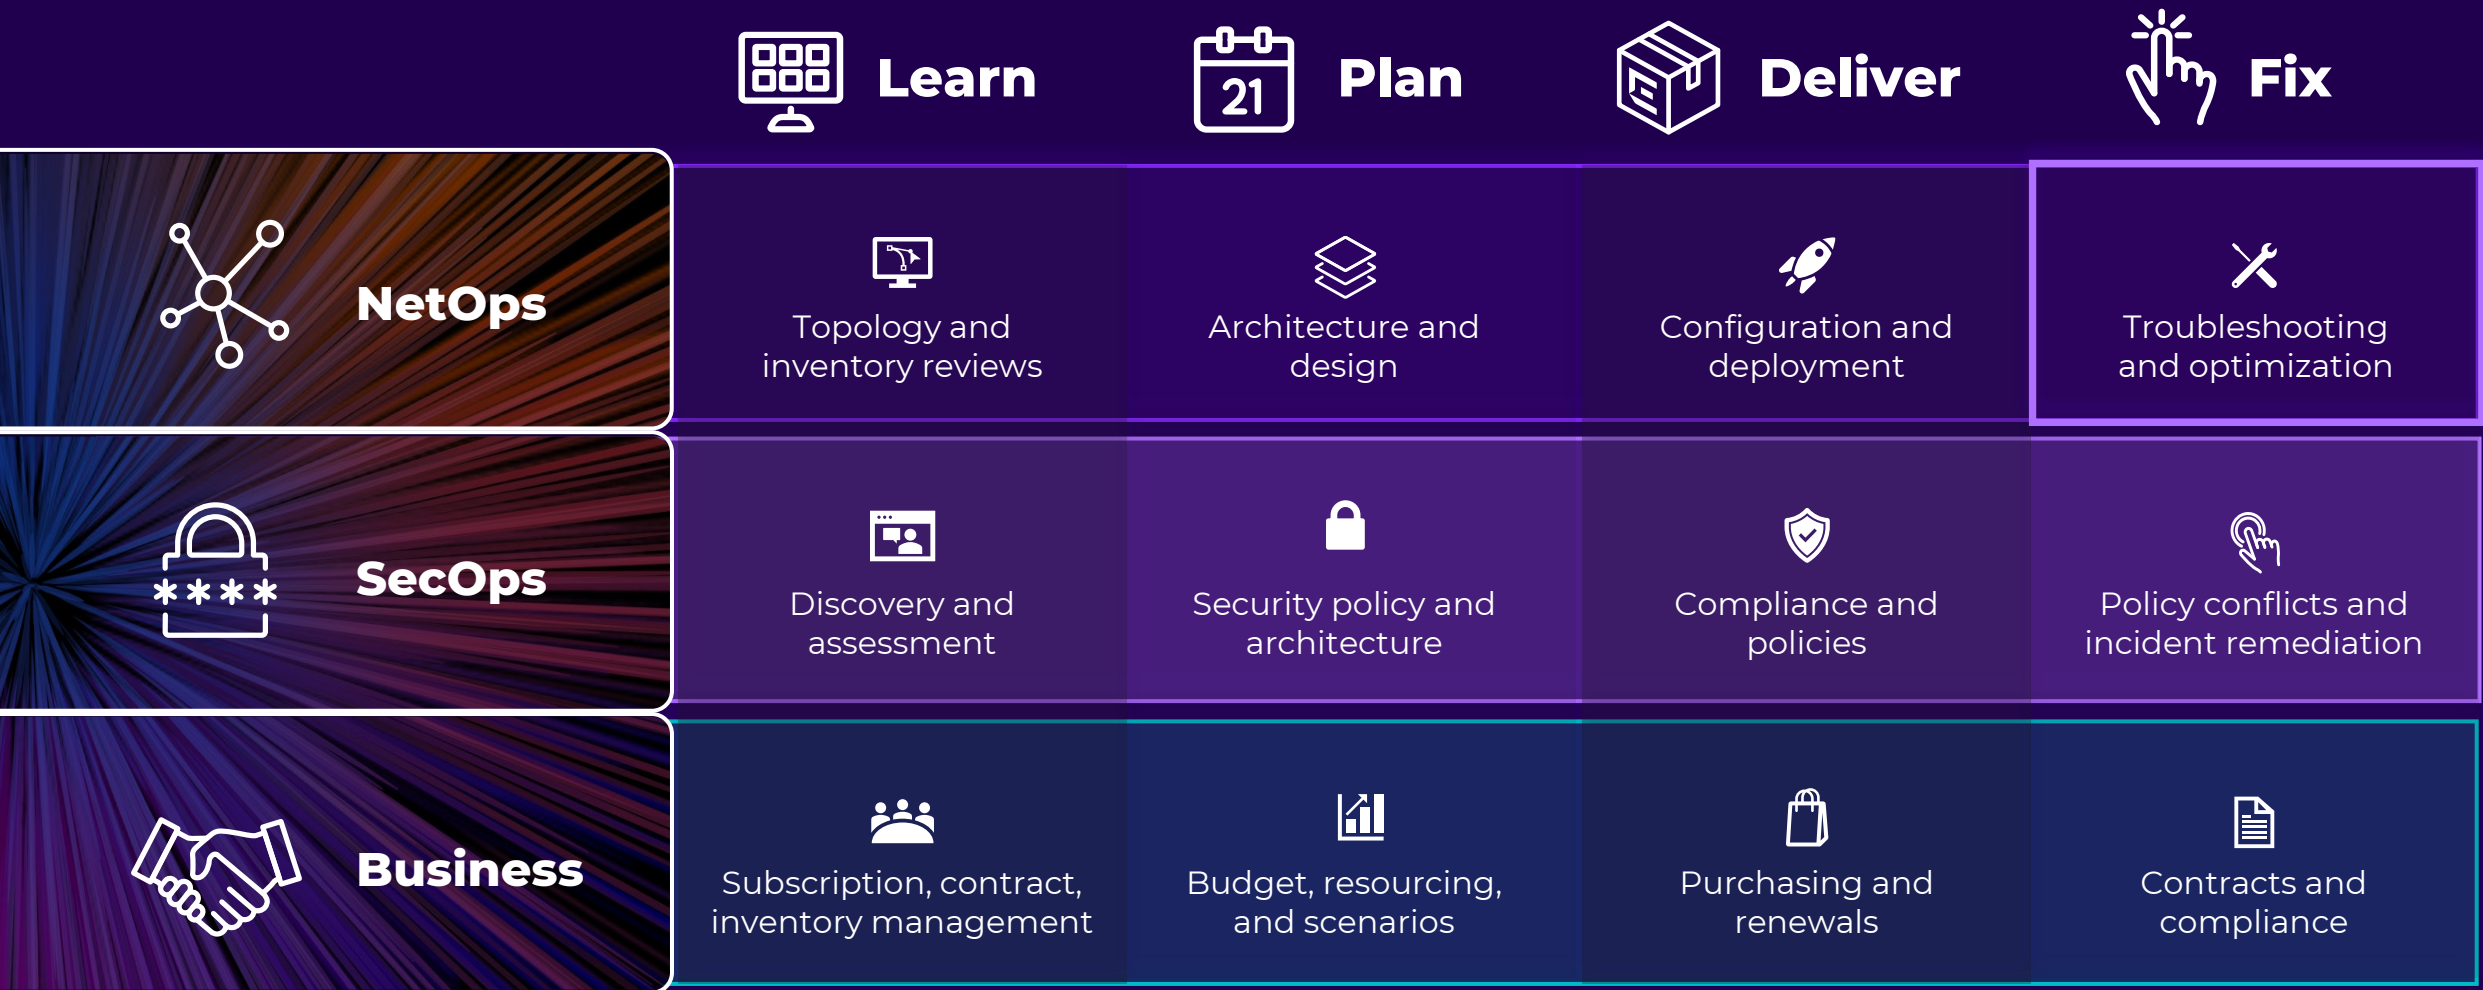 Learn
Plan
Deliver
Fix
21
NetOps
Topology and
inventory reviews
Architecture and
design
Configuration and
deployment
Troubleshooting
and optimization
SecOps
Discovery and
assessment
Security policy and
architecture
Compliance and
policies
Policy conflicts and
incident remediation
Business
Subscription, contract,
inventory management
Budget, resourcing,
and scenarios
Purchasing and
renewals
Contracts and
compliance